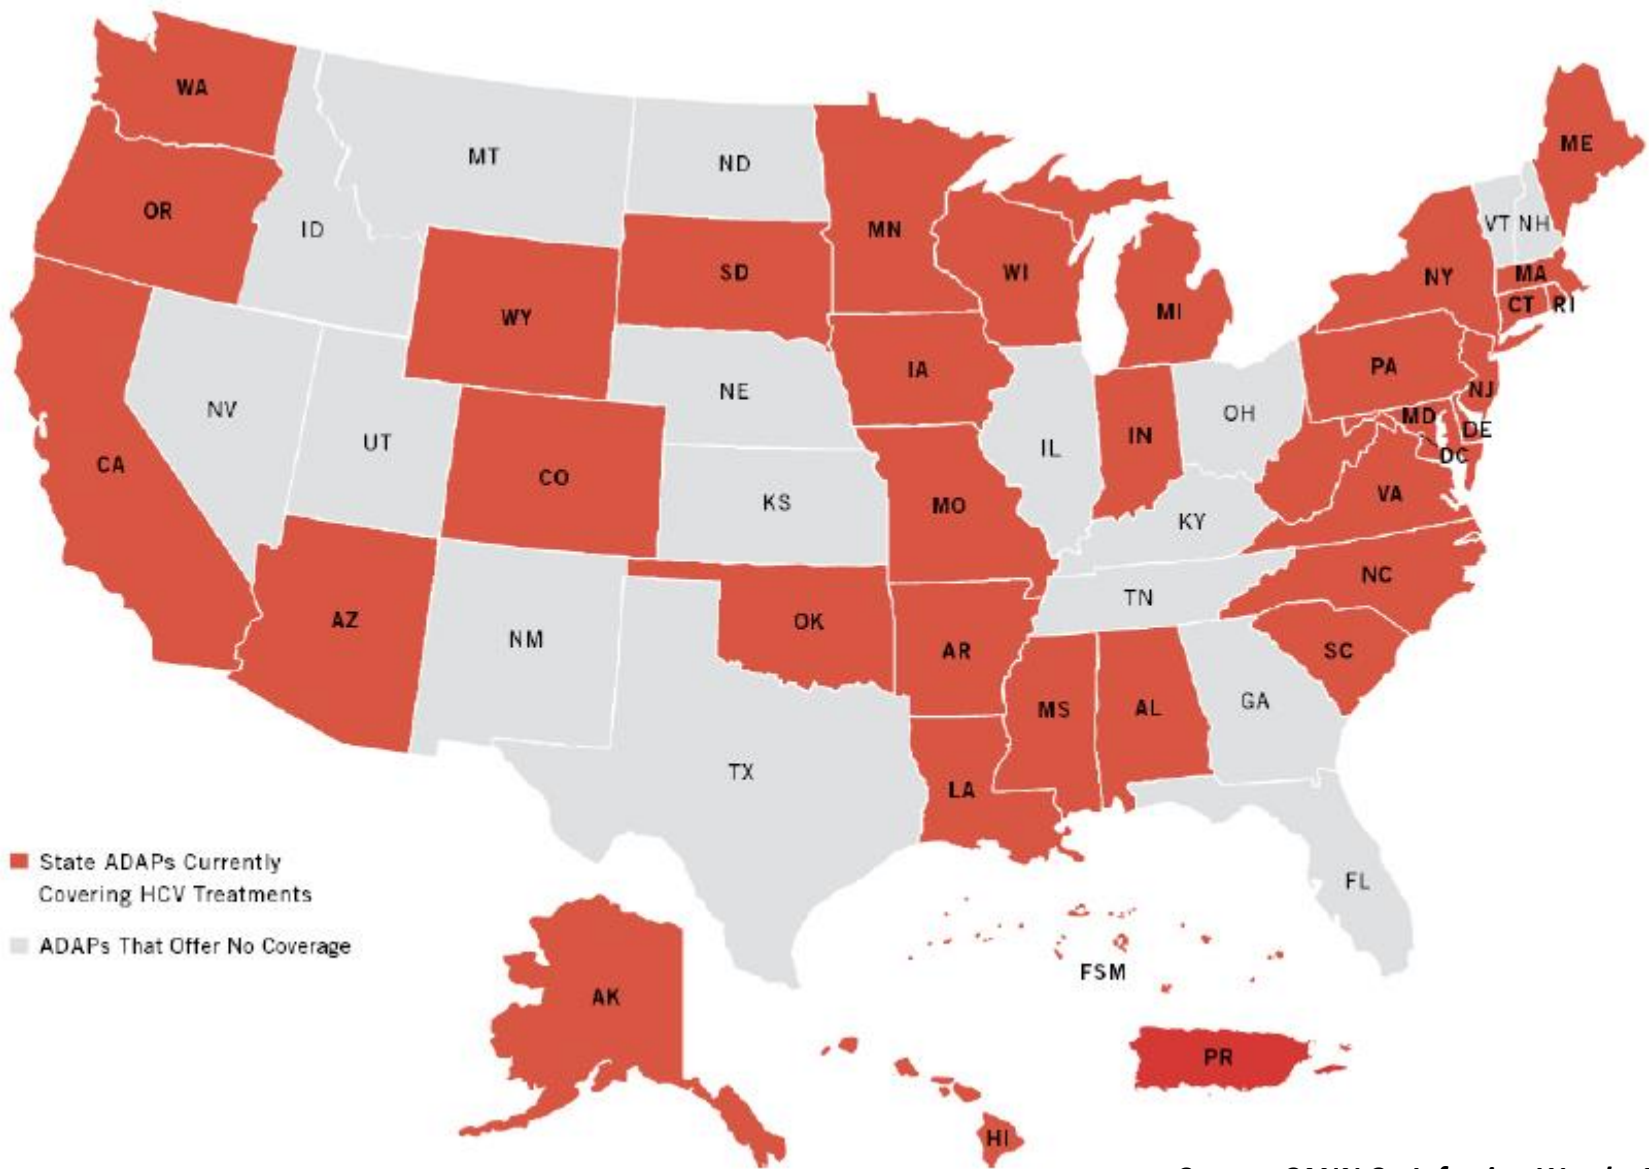 WA
MT
ND
ME
OR
ID
MN
VT NH
SD
WI
NY
MA
WY
MI
CT RI
IA
PA
NE
NJ
NV
OH
MD
DE
UT
IN
IL
DC
CA
CO
KS
MO
VA
KY
NC
TN
AZ
OK
NM
AR
SC
MS
AL
GA
TX
LA
State ADAPs Currently
Covering HCV Treatments
FL
ADAPs That Offer No Coverage
FSM
AK
PR
HI